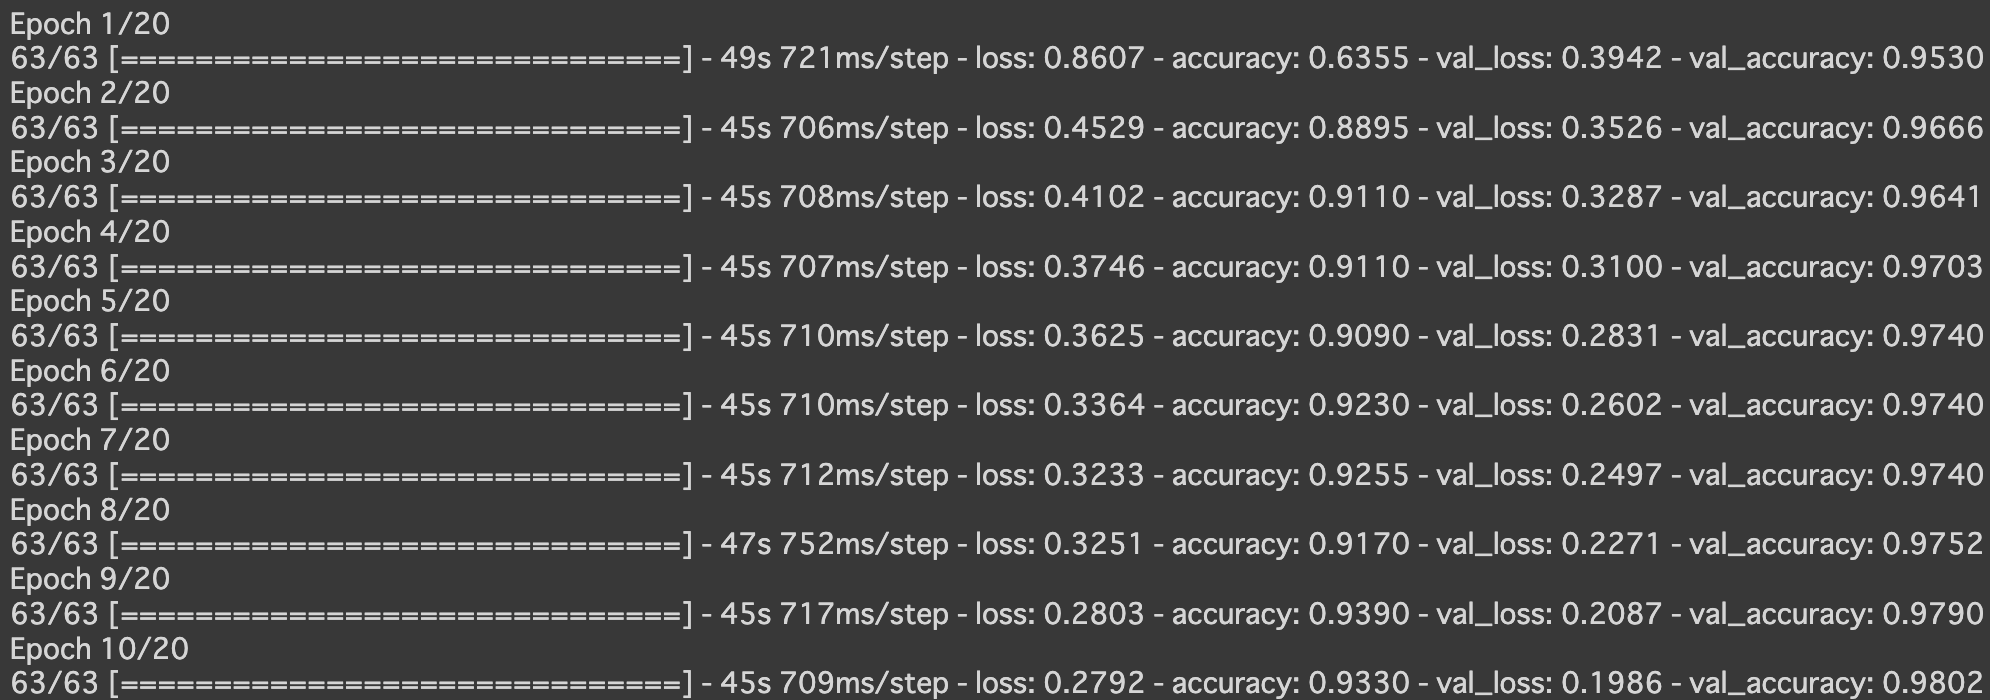 Epoch 1/20
63/63 [==============================] - 49s 721ms/step - loss: 0.8607 - accuracy: 0.6355 - val_loss: 0.3942 - val_accuracy: 0.9530
Epoch 2/20
63/63 [==============================] - 45s 706ms/step - loss: 0.4529 - accuracy: 0.8895 - val_loss: 0.3526 - val_accuracy: 0.9666
Epoch 3/20
63/63 [==============================] - 45s 708ms/step - loss: 0.4102 - accuracy: 0.9110 - val_loss: 0.3287 - val_accuracy: 0.9641
Epoch 4/20
63/63 [==============================] - 45s 707ms/step - loss: 0.3746 - accuracy: 0.9110 - val_loss: 0.3100 - val_accuracy: 0.9703
Epoch 5/20
63/63 [==============================] - 45s 710ms/step - loss: 0.3625 - accuracy: 0.9090 - val_loss: 0.2831 - val_accuracy: 0.9740
Epoch 6/20
63/63 [==============================] - 45s 710ms/step - loss: 0.3364 - accuracy: 0.9230 - val_loss: 0.2602 - val_accuracy: 0.9740
Epoch 7/20
63/63 [==============================] - 45s 712ms/step - loss: 0.3233 - accuracy: 0.9255 - val_loss: 0.2497 - val_accuracy: 0.9740
Epoch 8/20
63/63 [==============================] - 47s 752ms/step - loss: 0.3251 - accuracy: 0.9170 - val_loss: 0.2271 - val_accuracy: 0.9752
Epoch 9/20
63/63 [==============================] - 45s 717ms/step - loss: 0.2803 - accuracy: 0.9390 - val_loss: 0.2087 - val_accuracy: 0.9790
Epoch 10/20
63/63 [==============================] - 45s 709ms/step - loss: 0.2792 - accuracy: 0.9330 - val_loss: 0.1986 - val_accuracy: 0.9802